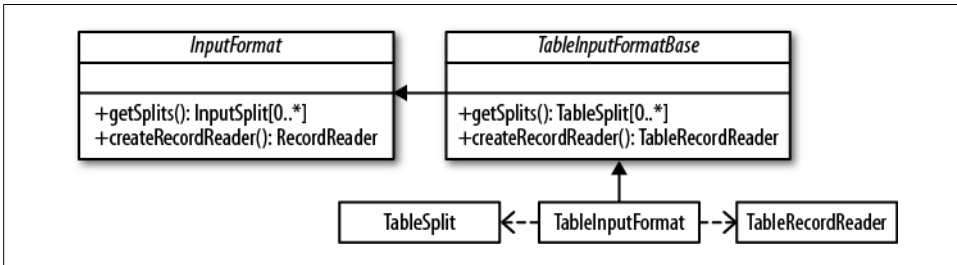 InputFormat
+getSplits(): InputSplit[0..*]
+createRecordReader(): RecordReader
TableInputFormatBase
+getSplits(): TableSplit[0..*]
+createRecordReader(): TableRecordReader
TableSplit
TableInputFormat
TableRecordReader